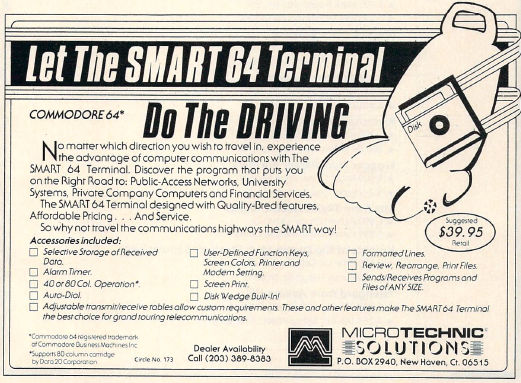 Let The SMART 64 Terminal
COMMODORE 64*
Do The DRIVING
Disk
No matter which direction you wish to travel in, experience
the advantage of computer communications with The
SMART 64 Terminal. Discover the program that puts you
on the Right Road to: Public-Access Networks, University
Systems, Private Company Computers and Financial Services.
The SMART 64 Terminal designed with Quality-Bred features,
Affordable Pricing . . . And Service.
So why not travel the communications highways the SMART way!
Suggested
$39.95
Retail
Accessories included:
Selective Storage of Received
Data.
Alarm Timer.
40 or 80 Col. Operation*.
Auto-Dial.
User-Defined Function Keys,
Screen Colors, Printer and
Modem Setting.
Screen Print.
Disk Wedge Built-In!
Formatted Lines.
Review, Rearrange, Print Files.
Sends/Receives Programs and
Files of ANY SIZE.
Adjustable transmit/receive tables allow custom requirements. These and other features make The SMART 64 Terminal
the best choice for grand touring telecommunications.
*Commodore 64 registered trademark
of Commodore Business Machines Inc
*Supports 80 column cartridge
by Data 20 Corporation
Circle No. 173
Dealer Availability
Call (203) 389-8383
MICROTECHNIC
SOLUTIONS
P.O. BOX 2940, New Haven, Ct. 06515